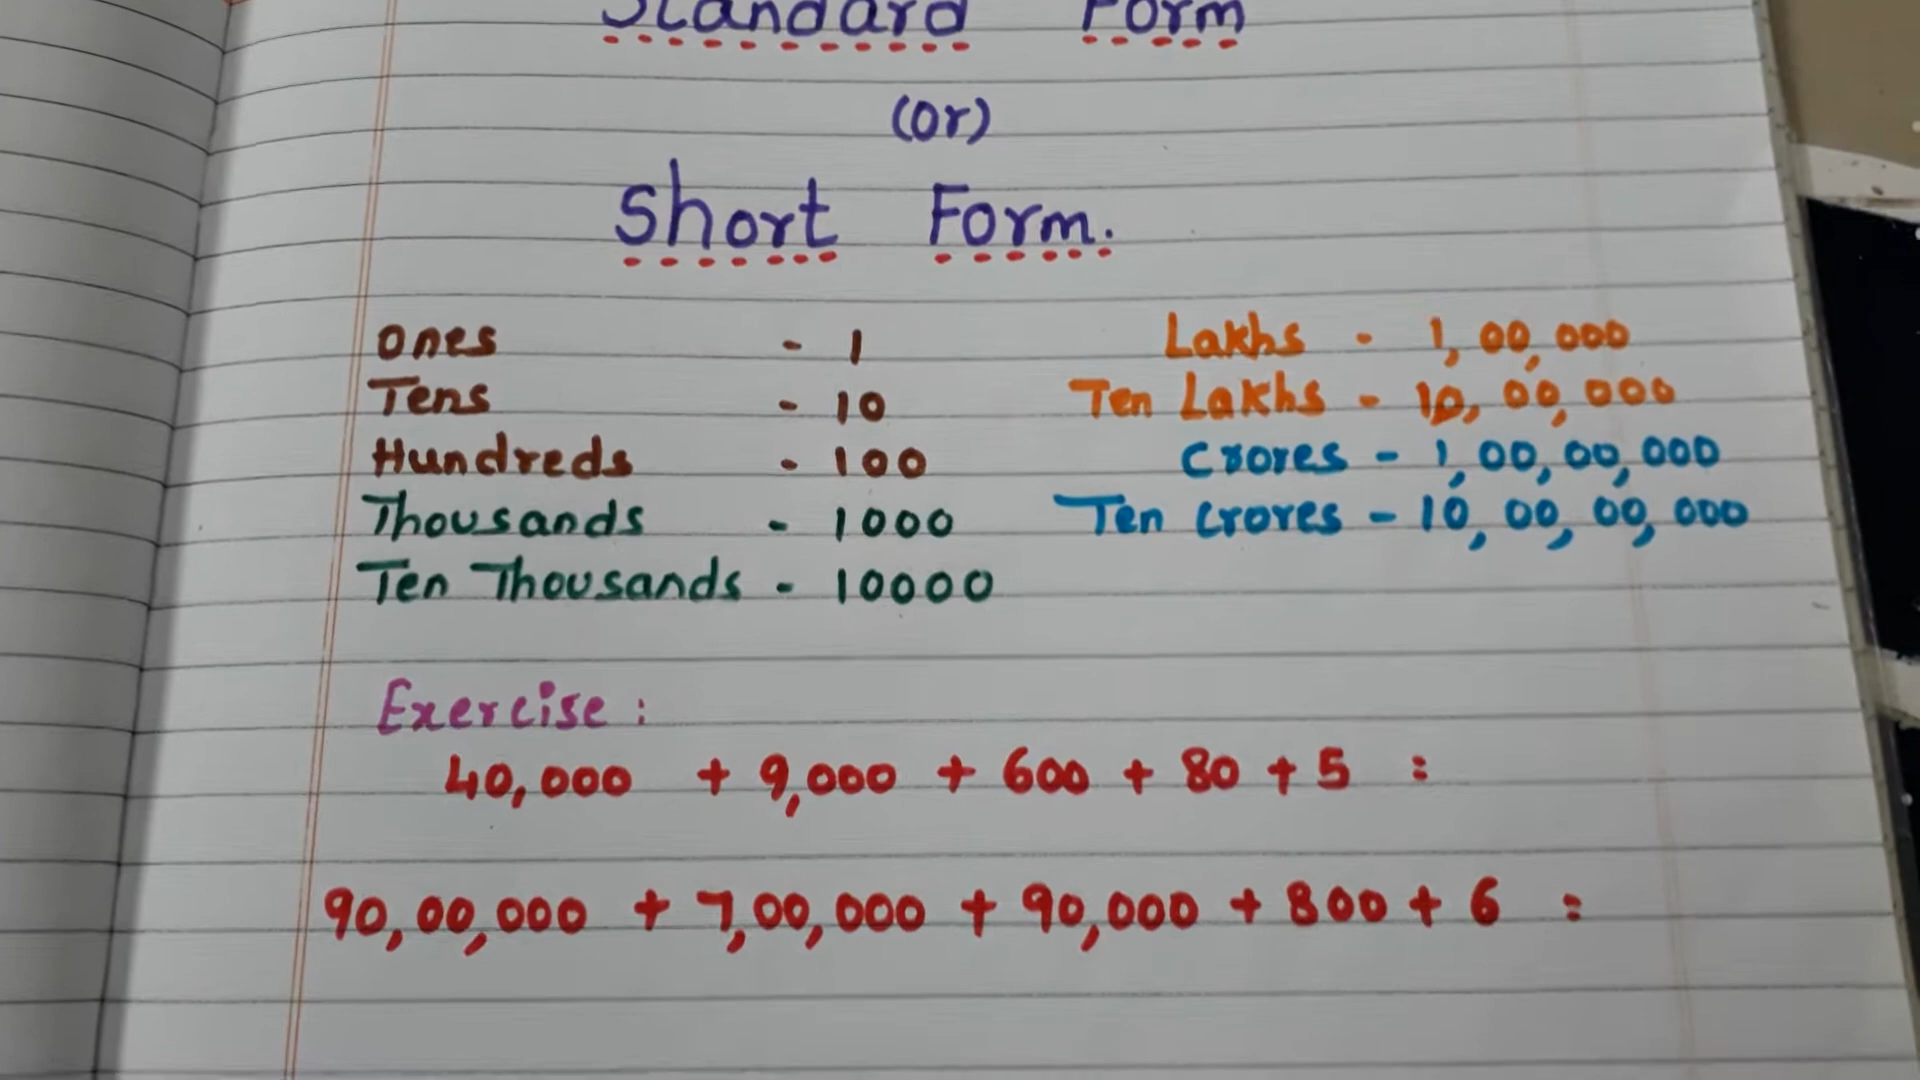 Standard Form
(Or)
Short Form.
Ones - 1
Tens - 10
Hundreds - 100
Thousands - 1000
Ten Thousands - 10000
Lakhs - 1,00,000
Ten Lakhs - 10,00,000
Crores - 1,00,00,000
Ten Crores - 10,00,00,000
Exercise :
40,000 + 9,000 + 600 + 80 + 5 =
90,00,000 + 7,00,000 + 90,000 + 800 + 6 =